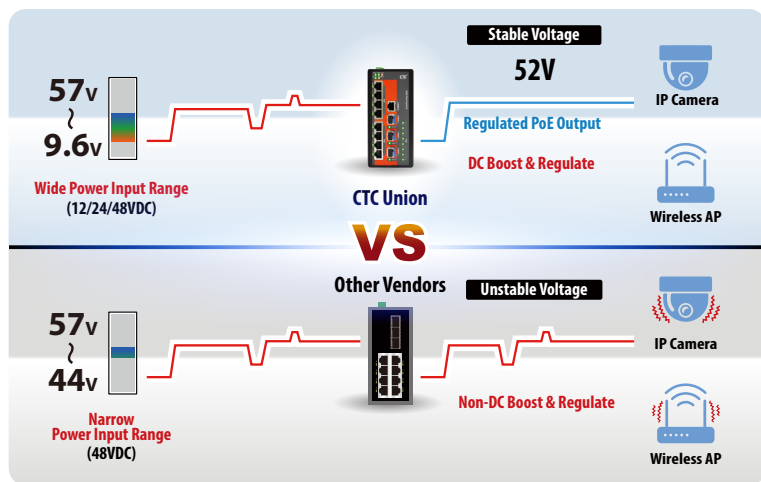 Stable Voltage
57v
~
9.6v
52V
IP Camera
Regulated PoE Output
DC Boost & Regulate
Wide Power Input Range
(12/24/48VDC)
CTC Union
Wireless AP
VS
Other Vendors
Unstable Voltage
57v
~
44v
IP Camera
Non-DC Boost & Regulate
Narrow
Power Input Range
(48VDC)
Wireless AP